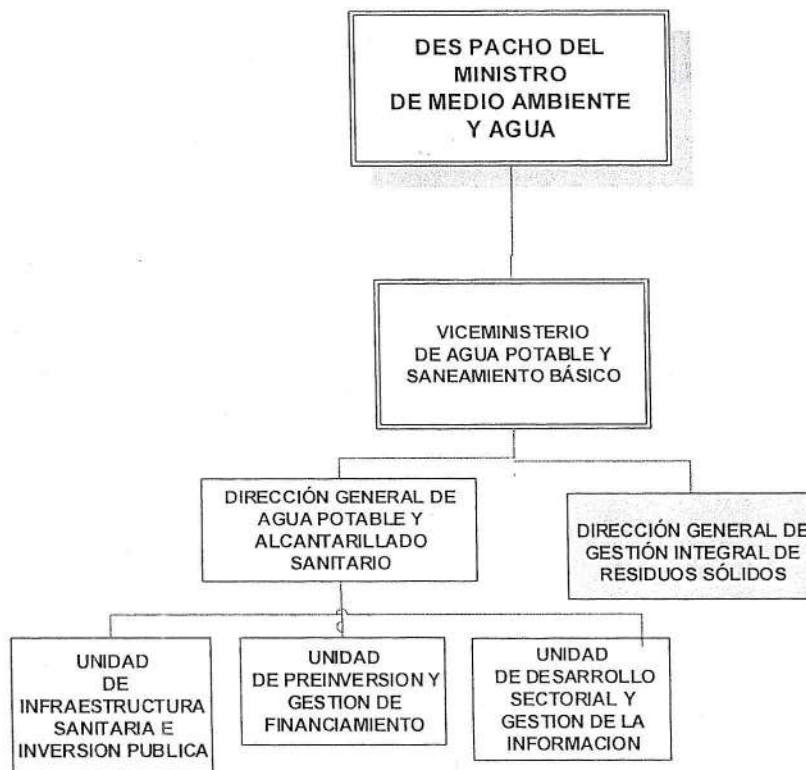 DES PACHO DEL
MINISTRO
DE MEDIO AMBIENTE
Y AGUA
VICEMINISTERIO
DE AGUA POTABLE Y
SANEAMIENTO BÁSICO
DIRECCIÓN GENERAL DE
AGUA POTABLE Y
ALCANTARILLADO
SANITARIO
DIRECCIÓN GENERAL DE
GESTIÓN INTEGRAL DE
RESIDUOS SÓLIDOS
UNIDAD
DE
INFRAESTRUCTURA
SANITARIA E
INVERSION PUBLICA
UNIDAD
DE PREINVERSION Y
GESTION DE
FINANCIAMIENTO
UNIDAD
DE DESARROLLO
SECTORIAL Y
GESTION DE LA
INFORMACION